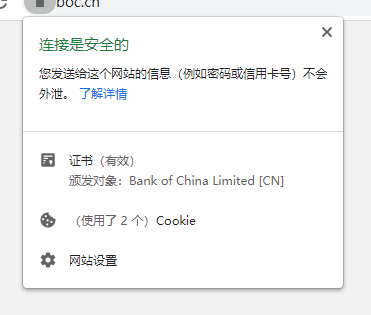 boc.cn
连接是安全的
您发送给这个网站的信息（例如密码或信用卡号）不会
外泄。 了解详情
证书（有效）
颁发对象：Bank of China Limited [CN]
（使用了 2 个）Cookie
网站设置